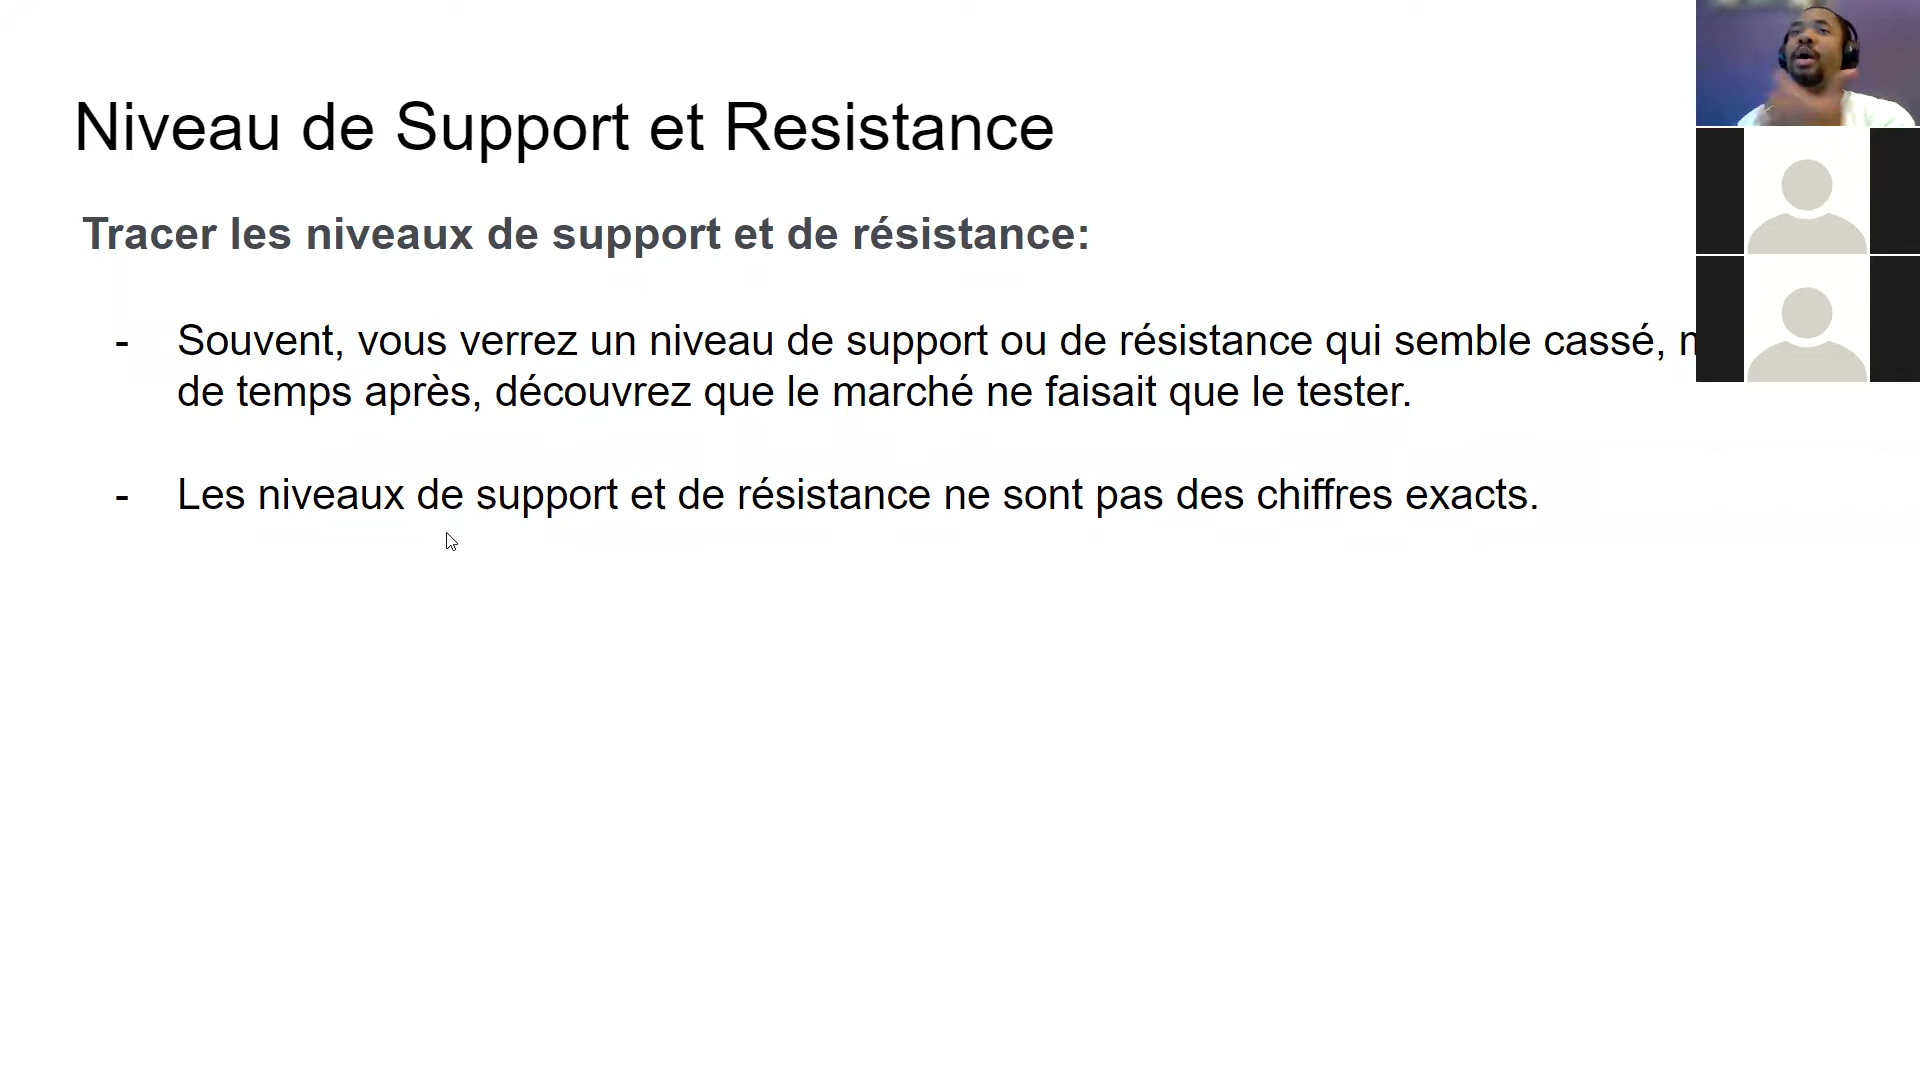 Niveau de Support et Resistance
Tracer les niveaux de support et de résistance:
- Souvent, vous verrez un niveau de support ou de résistance qui semble cassé,
de temps après, découvrez que le marché ne faisait que le tester.
- Les niveaux de support et de résistance ne sont pas des chiffres exacts.